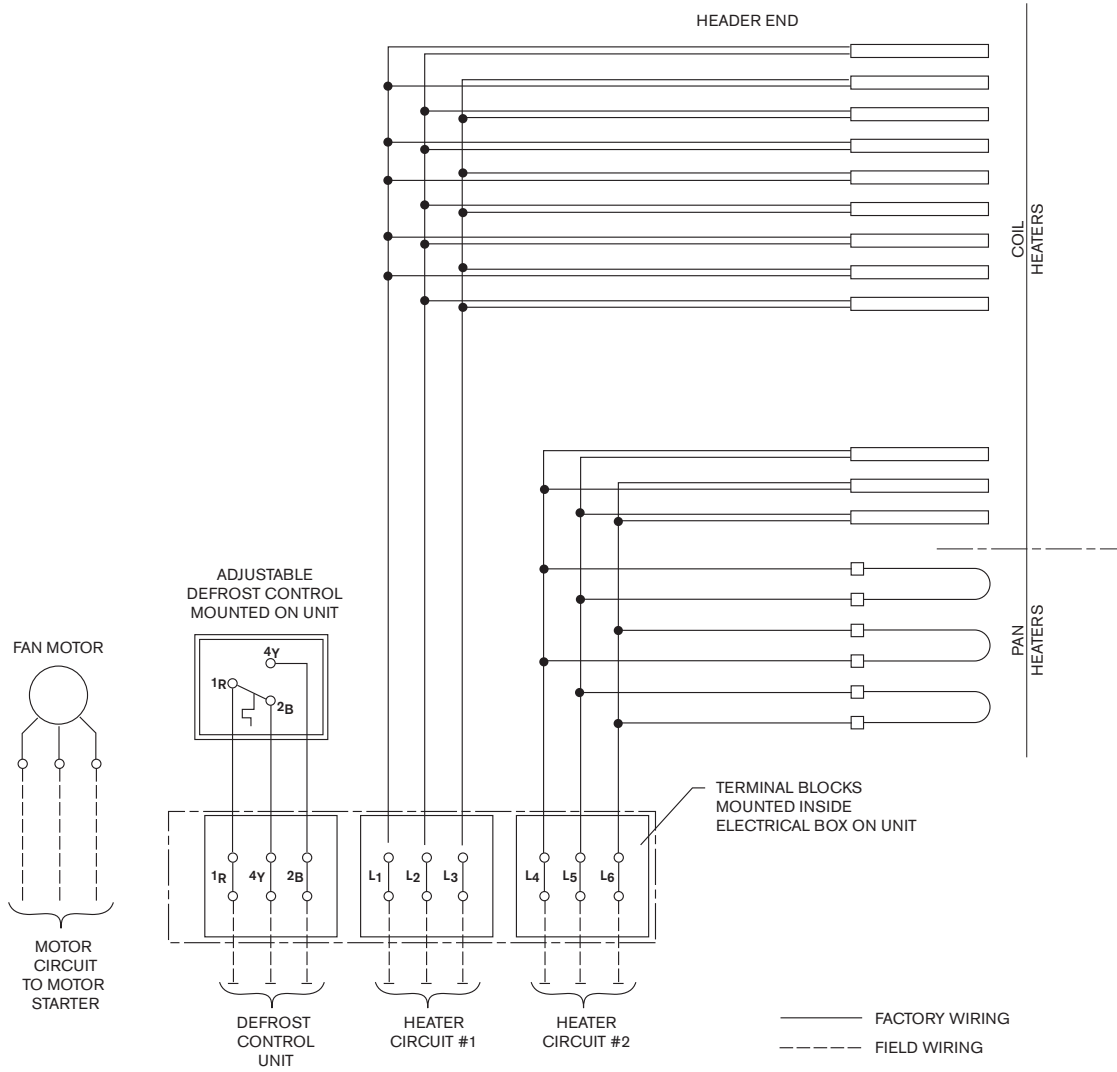 HEADER END
COIL
HEATERS
PAN
HEATERS
ADJUSTABLE
DEFROST CONTROL
MOUNTED ON UNIT
4Y
1R
2B
FAN MOTOR
TERMINAL BLOCKS
MOUNTED INSIDE
ELECTRICAL BOX ON UNIT
1R 4Y 2B
L1 L2 L3
L4 L5 L6
MOTOR
CIRCUIT
TO MOTOR
STARTER
DEFROST
CONTROL
UNIT
HEATER
CIRCUIT #1
HEATER
CIRCUIT #2
FACTORY WIRING
FIELD WIRING